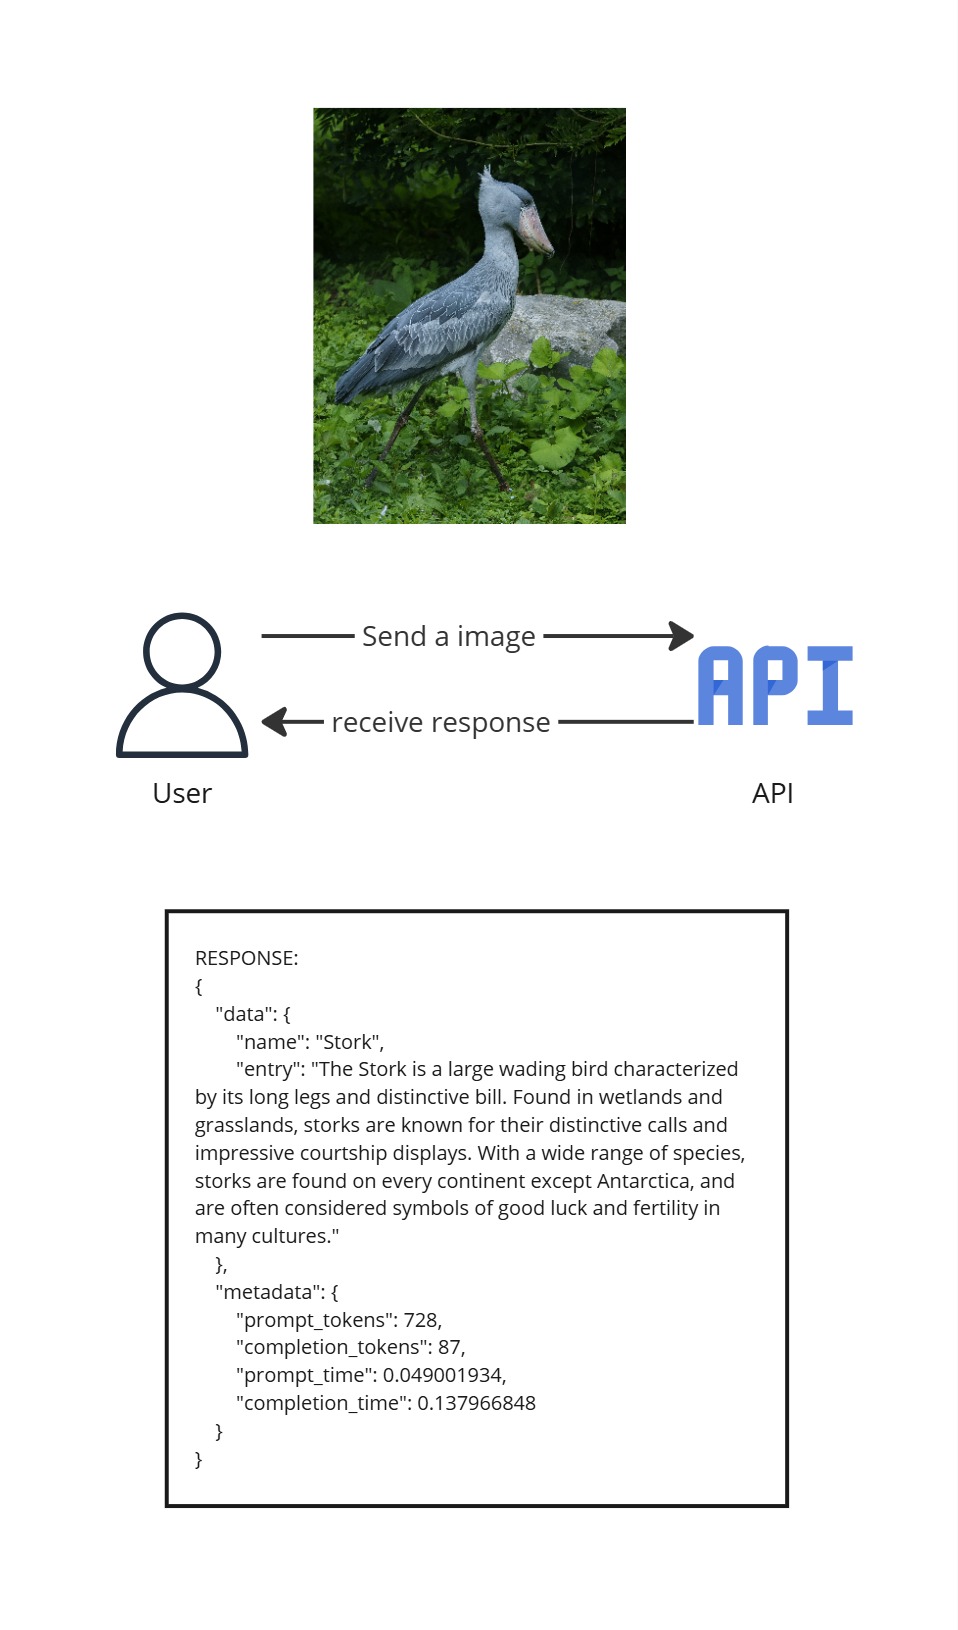 Send a image
API
receive response
User
API
RESPONSE:
{
"data": {
"name": "Stork",
"entry": "The Stork is a large wading bird characterized
by its long legs and distinctive bill. Found in wetlands and
grasslands, storks are known for their distinctive calls and
impressive courtship displays. With a wide range of species,
storks are found on every continent except Antarctica, and
are often considered symbols of good luck and fertility in
many cultures."
},
"metadata": {
"prompt_tokens": 728,
"completion_tokens": 87,
"prompt_time": 0.049001934,
"completion_time": 0.137966848
}
}